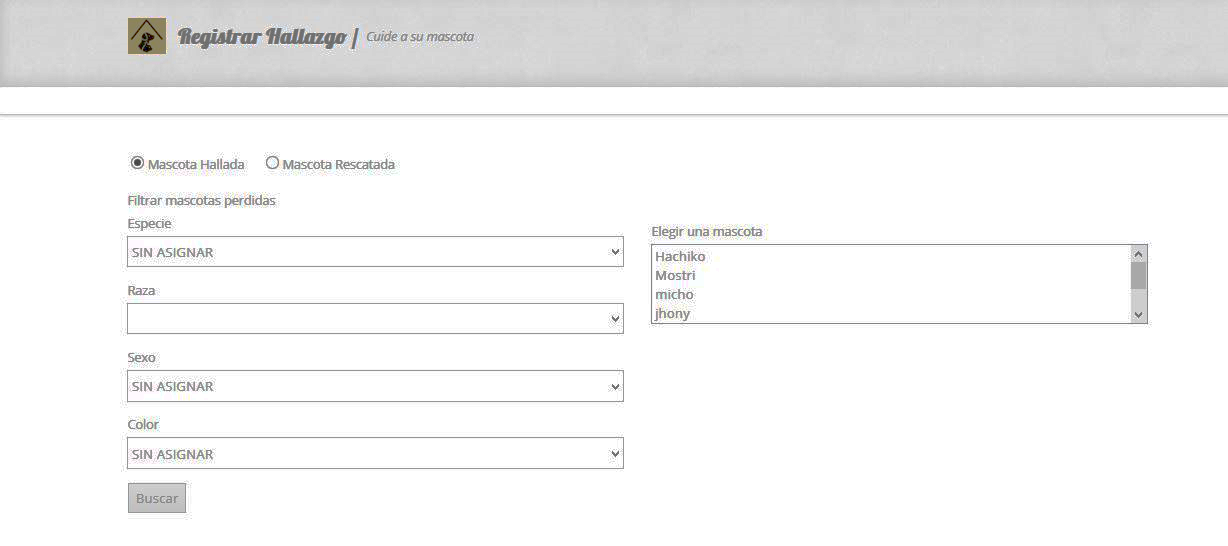 Registrar Hallazgo | Cuide a su mascota
Mascota Hallada Mascota Rescatada
Filtrar mascotas perdidas
Especie
SIN ASIGNAR
Raza
Sexo
SIN ASIGNAR
Color
SIN ASIGNAR
Buscar
Elegir una mascota
Hachiko
Mostri
micho
jhony